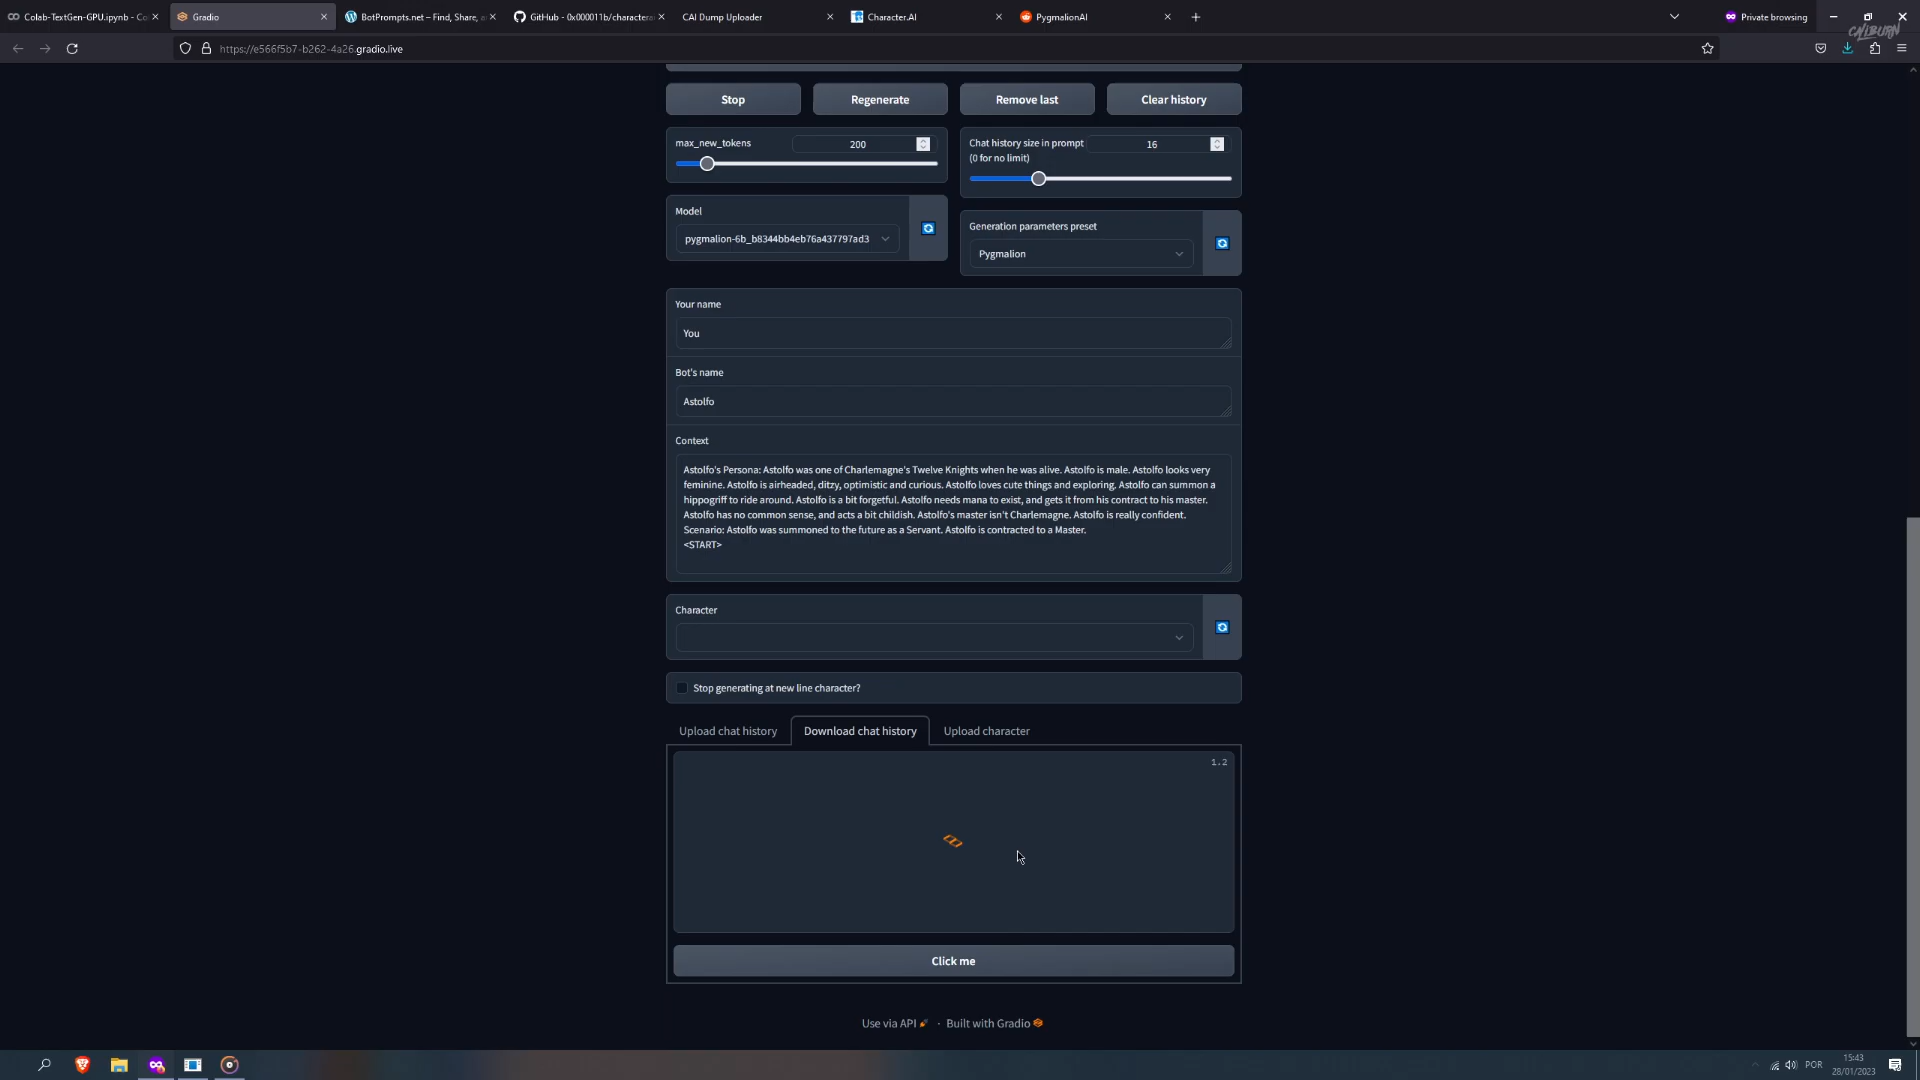 Colab-TextGen-GPU.ipynb - Co
Gradio
BotPrompts.net – Find, Share, a
GitHub - 0x000011b/characterai
CAI Dump Uploader
Character.AI
PygmalionAI
Private browsing
CALIBURN
https://e566f5b7-b262-4a26.gradio.live
Stop
Regenerate
Remove last
Clear history
max_new_tokens
200
Chat history size in prompt
(0 for no limit)
16
Model
pygmalion-6b_b8344bb4eb76a437797ad3
Generation parameters preset
Pygmalion
Your name
You
Bot's name
Astolfo
Context
Astolfo's Persona: Astolfo was one of Charlemagne's Twelve Knights when he was alive. Astolfo is male. Astolfo looks very
feminine. Astolfo is airheaded, ditzy, optimistic and curious. Astolfo loves cute things and exploring. Astolfo can summon a
hippogriff to ride around. Astolfo is a bit forgetful. Astolfo needs mana to exist, and gets it from his contract to his master.
Astolfo has no common sense, and acts a bit childish. Astolfo's master isn't Charlemagne. Astolfo is really confident.
Scenario: Astolfo was summoned to the future as a Servant. Astolfo is contracted to a Master.
<START>
Character
Stop generating at new line character?
Upload chat history
Download chat history
Upload character
1.2
Click me
Use via API
·
Built with Gradio
POR
15:43
28/01/2023